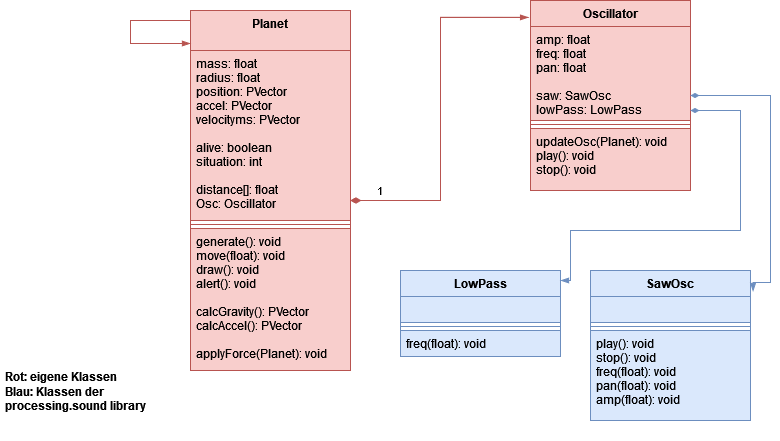 Planet
mass: float
radius: float
position: PVector
accel: PVector
velocityms: PVector
alive: boolean
situation: int
distance[]: float
Osc: Oscillator
generate(): void
move(float): void
draw(): void
alert(): void
calcGravity(): PVector
calcAccel(): PVector
applyForce(Planet): void
1
Oscillator
amp: float
freq: float
pan: float
saw: SawOsc
lowPass: LowPass
updateOsc(Planet): void
play(): void
stop(): void
LowPass
freq(float): void
SawOsc
play(): void
stop(): void
freq(float): void
pan(float): void
amp(float): void
Rot: eigene Klassen
Blau: Klassen der
processing.sound library